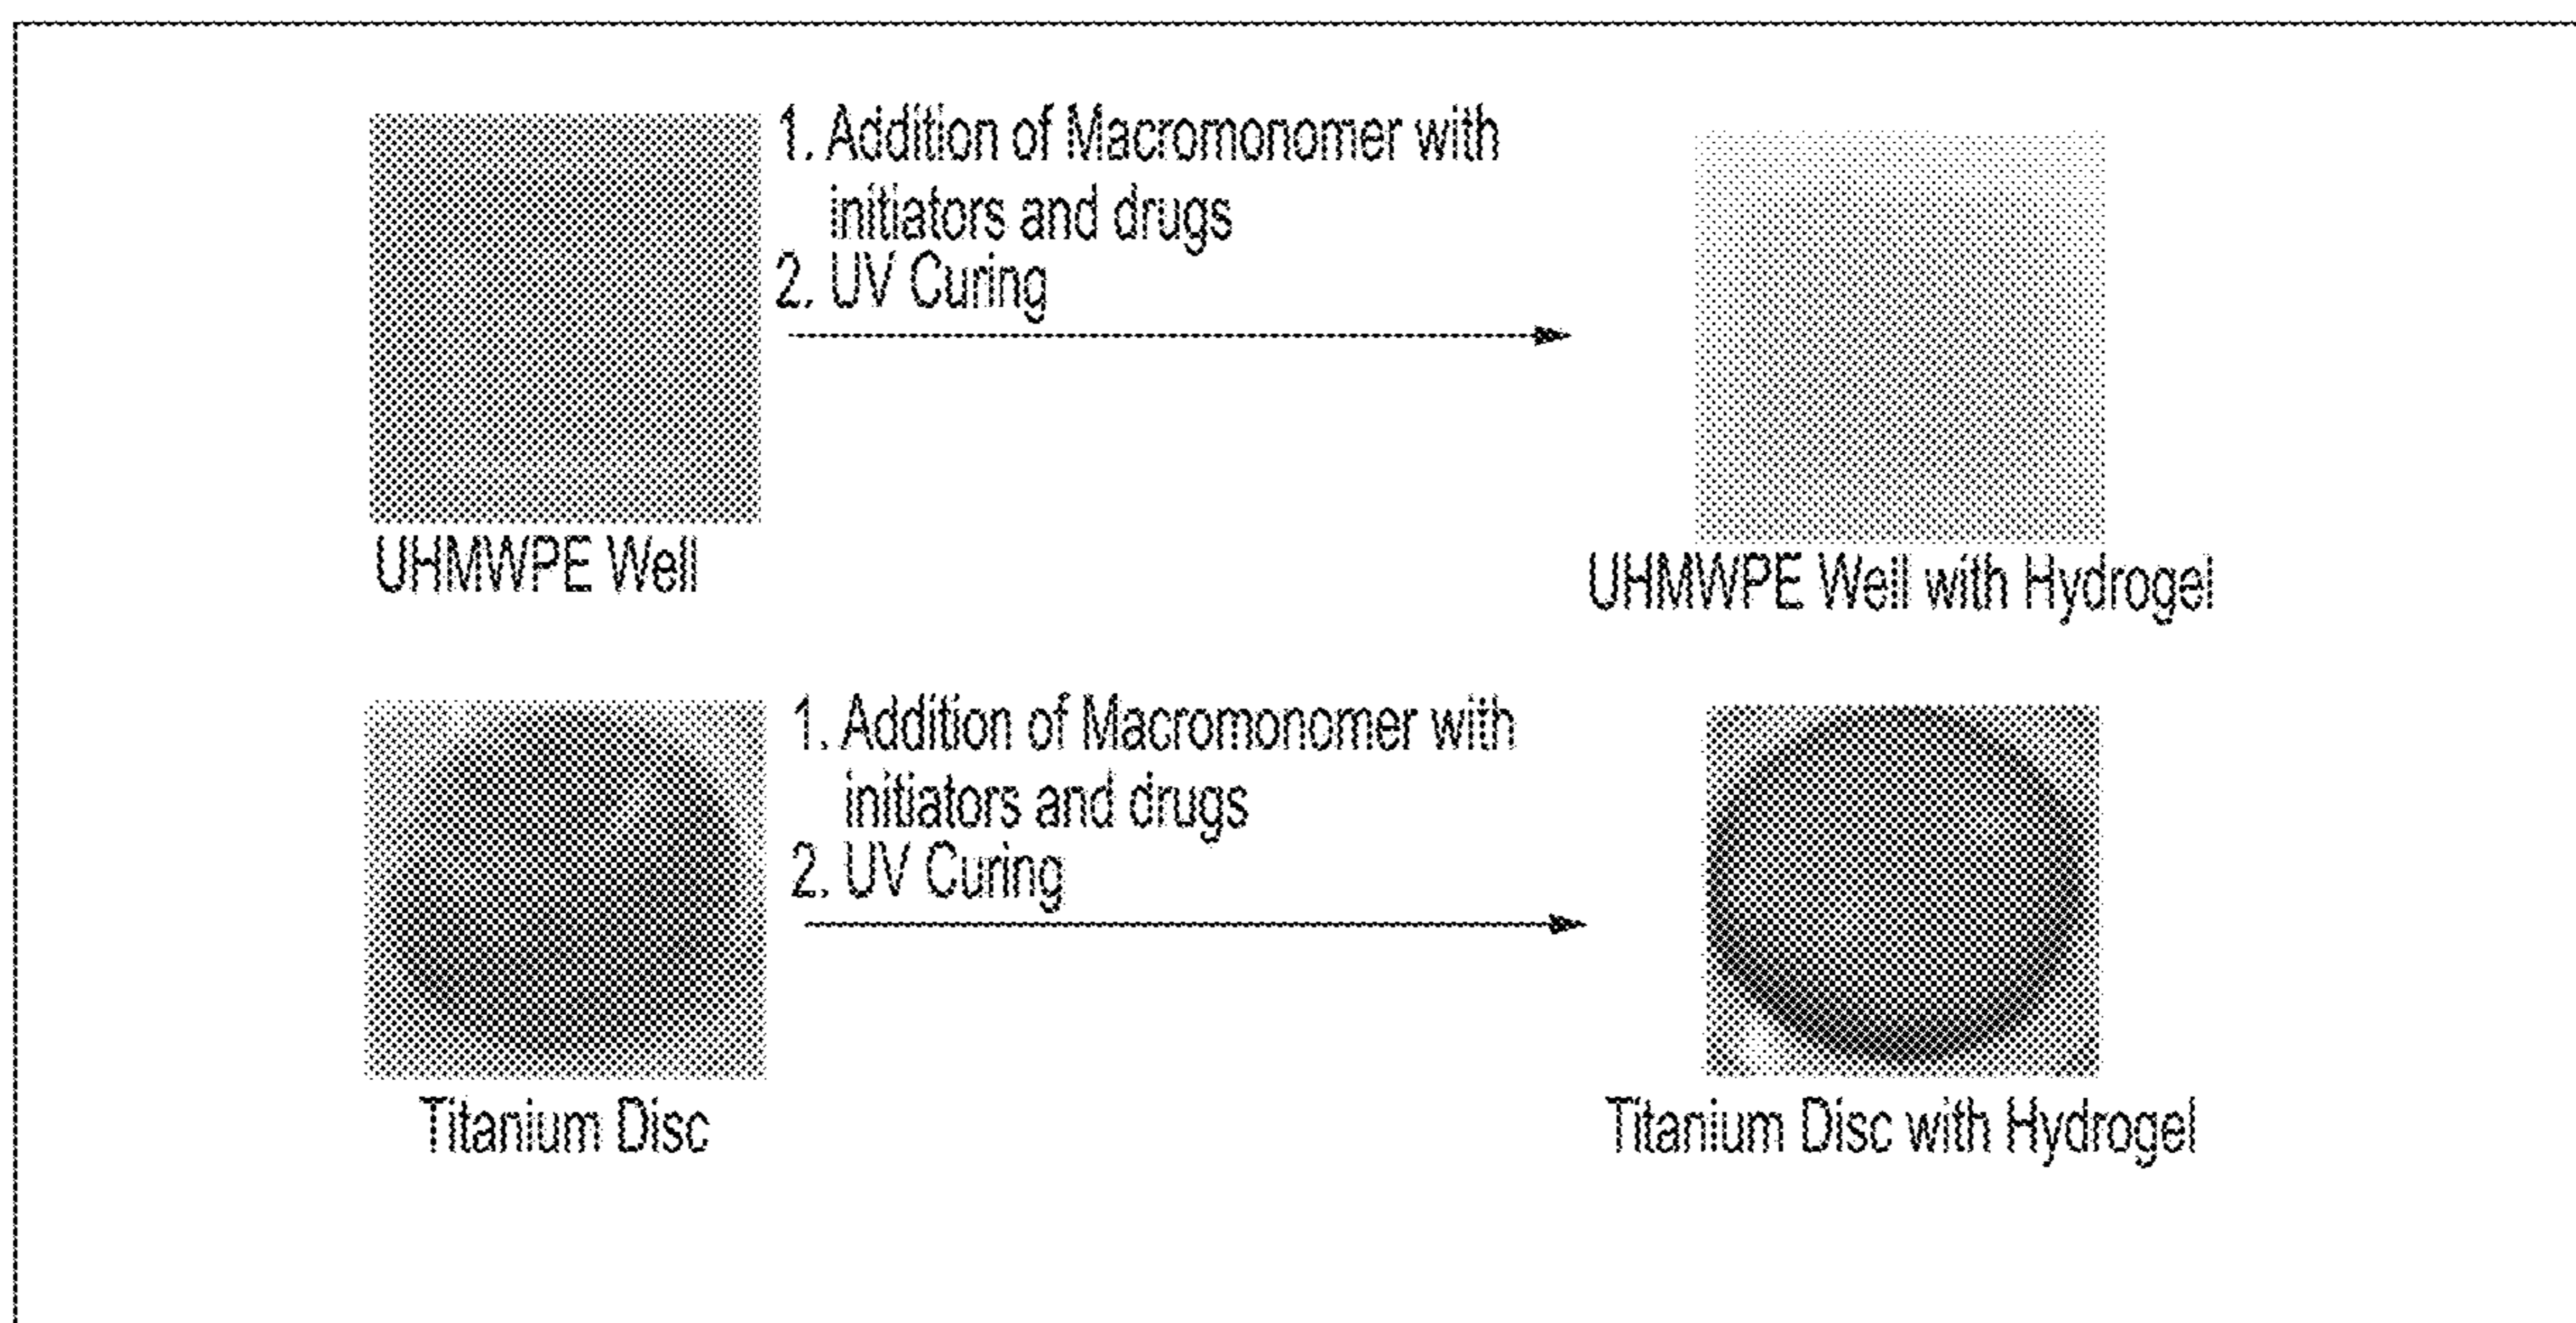 1. Addition of Macromonomer with
initiators and drugs
2. UV Curing
UHMWPE Well
UHMWPE Well with Hydrogel
1. Addition of Macromonomer with
initiators and drugs
2. UV Curing
Titanium Disc
Titanium Disc with Hydrogel